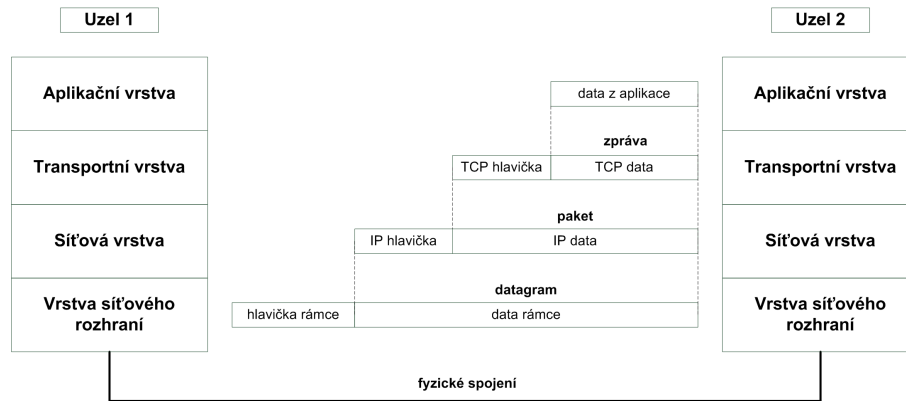 Uzel 1
Uzel 2
Aplikační vrstva
data z aplikace
Aplikační vrstva
zpráva
Transportní vrstva
TCP hlavička
TCP data
Transportní vrstva
paket
Síťová vrstva
IP hlavička
IP data
Síťová vrstva
datagram
Vrstva síťového
rozhraní
hlavička rámce
data rámce
Vrstva síťového
rozhraní
fyzické spojení